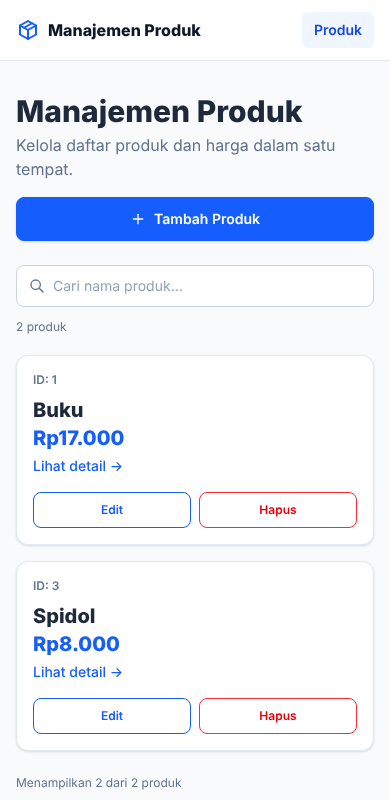 Manajemen Produk
Produk
Manajemen Produk
Kelola daftar produk dan harga dalam satu
tempat.
+ Tambah Produk
Cari nama produk...
2 produk
ID: 1
Buku
Rp17.000
Lihat detail →
Edit
Hapus
ID: 3
Spidol
Rp8.000
Lihat detail →
Edit
Hapus
Menampilkan 2 dari 2 produk